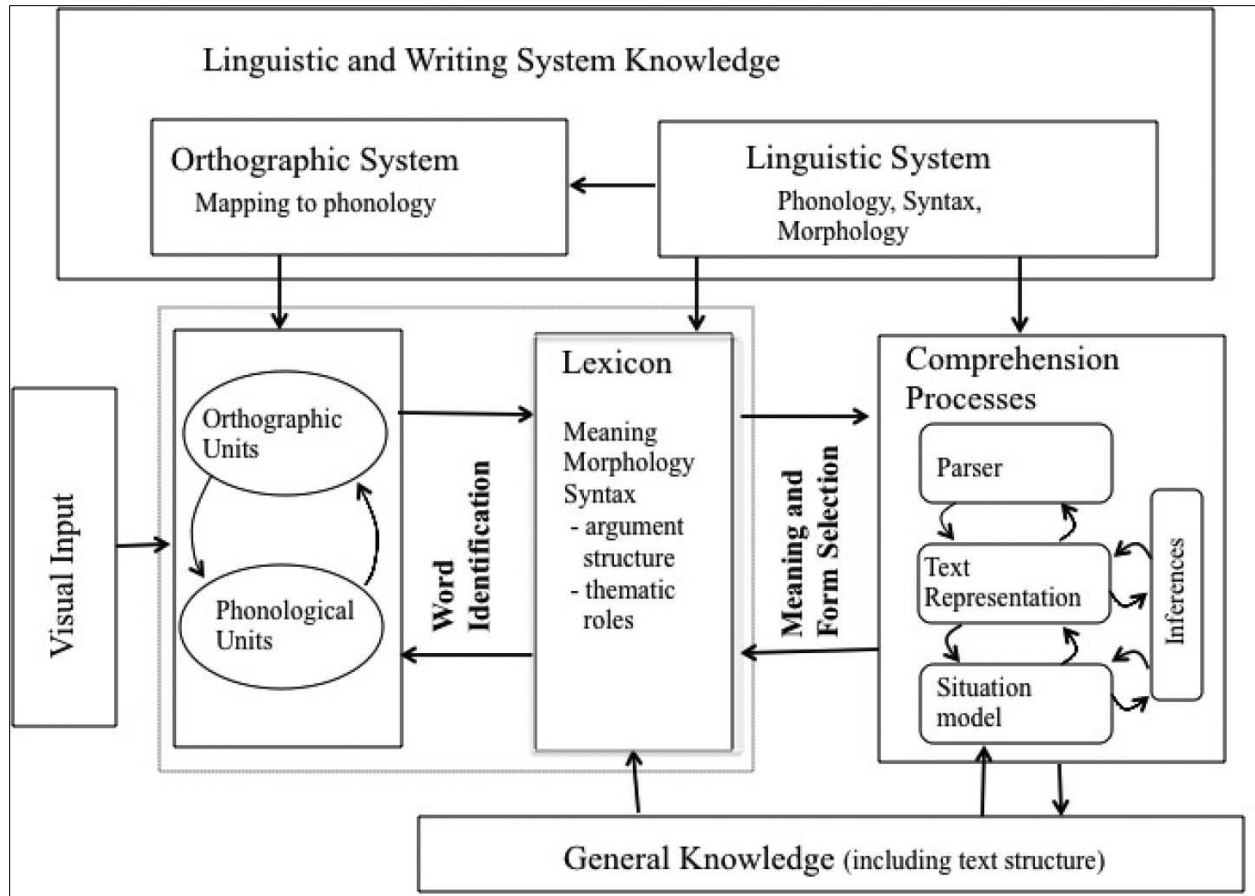 Linguistic and Writing System Knowledge
Orthographic System
Mapping to phonology
Linguistic System
Phonology, Syntax,
Morphology
Visual Input
Orthographic
Units
Phonological
Units
Word
Identification
Lexicon
Meaning
Morphology
Syntax
- argument
structure
- thematic
roles
Meaning and
Form Selection
Comprehension
Processes
Parser
Text
Representation
Situation
model
Inferences
General Knowledge (including text structure)